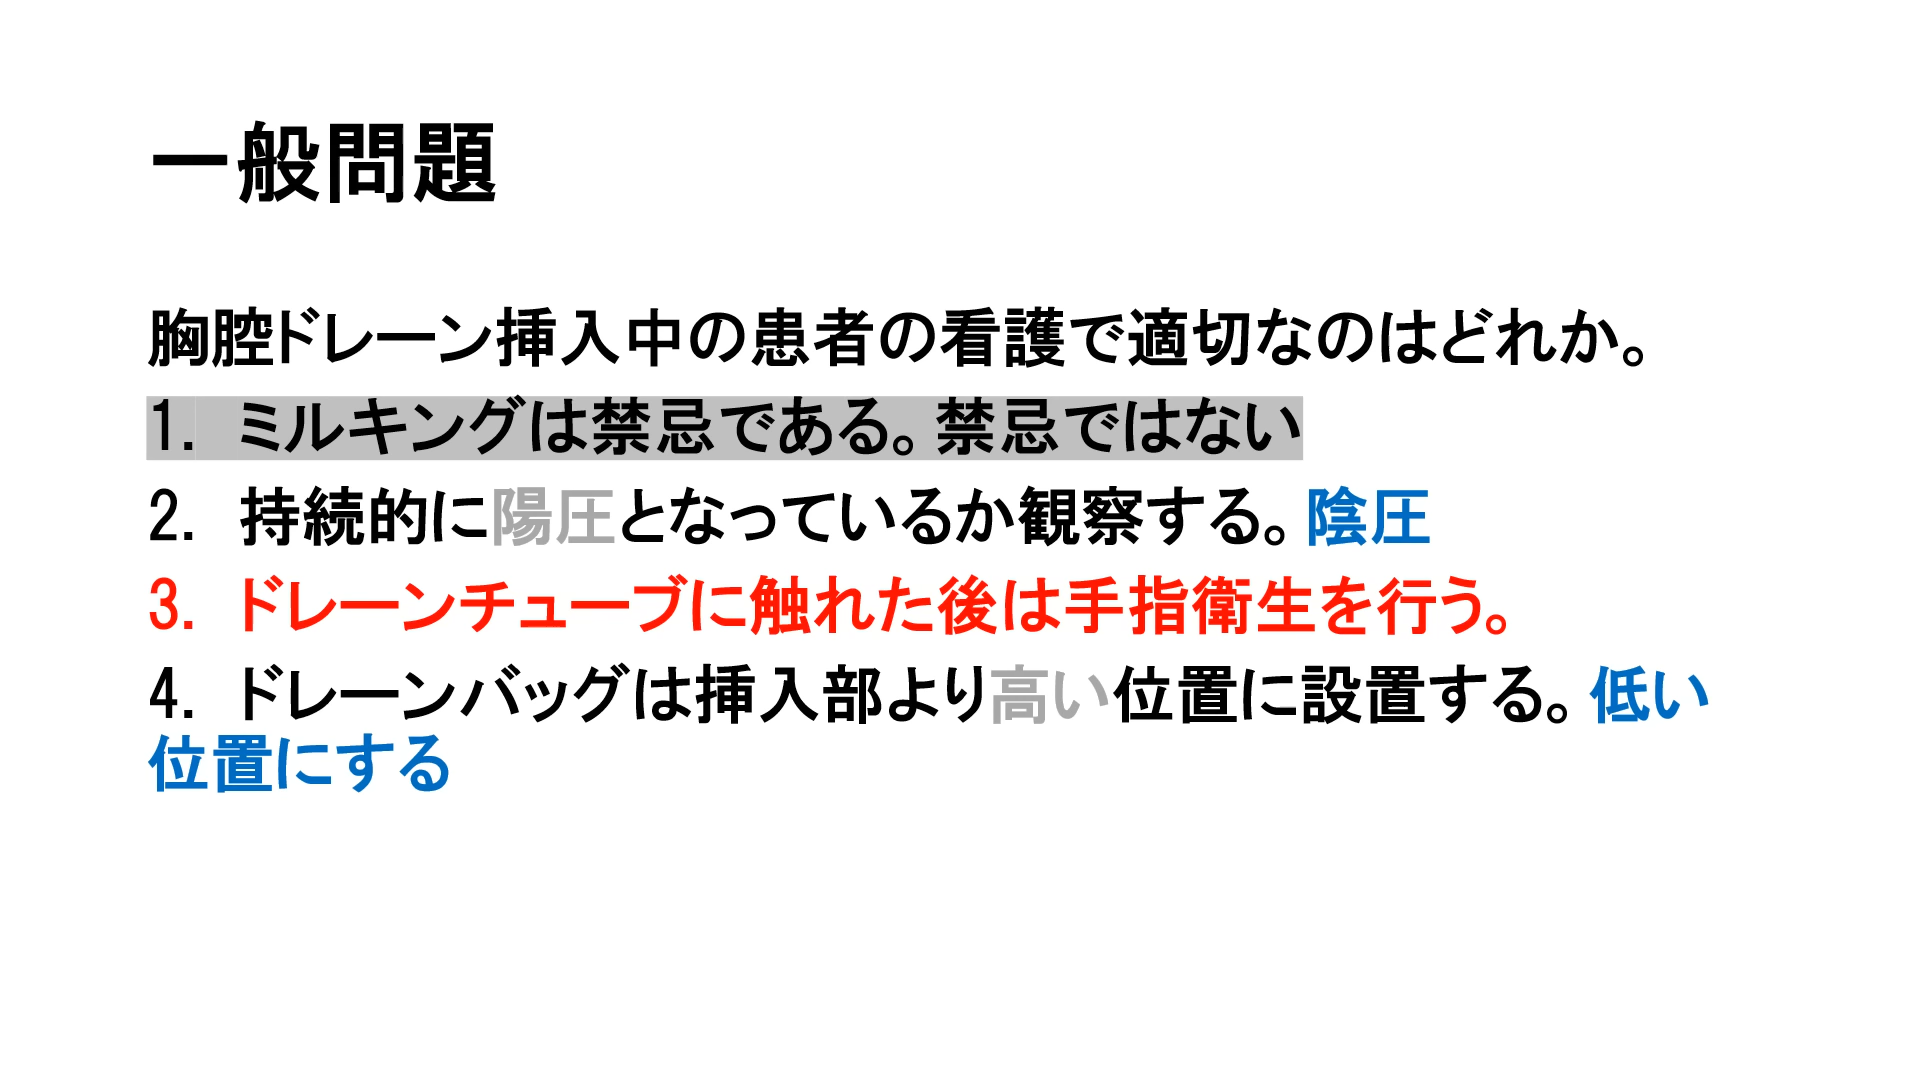 一般問題
胸腔ドレーン挿入中の患者の看護で適切なのはどれか。
1. ミルキングは禁忌である。禁忌ではない
2. 持続的に陽圧となっているか観察する。陰圧
3. ドレーンチューブに触れた後は手指衛生を行う。
4. ドレーンバッグは挿入部より高い位置に設置する。低い
位置にする